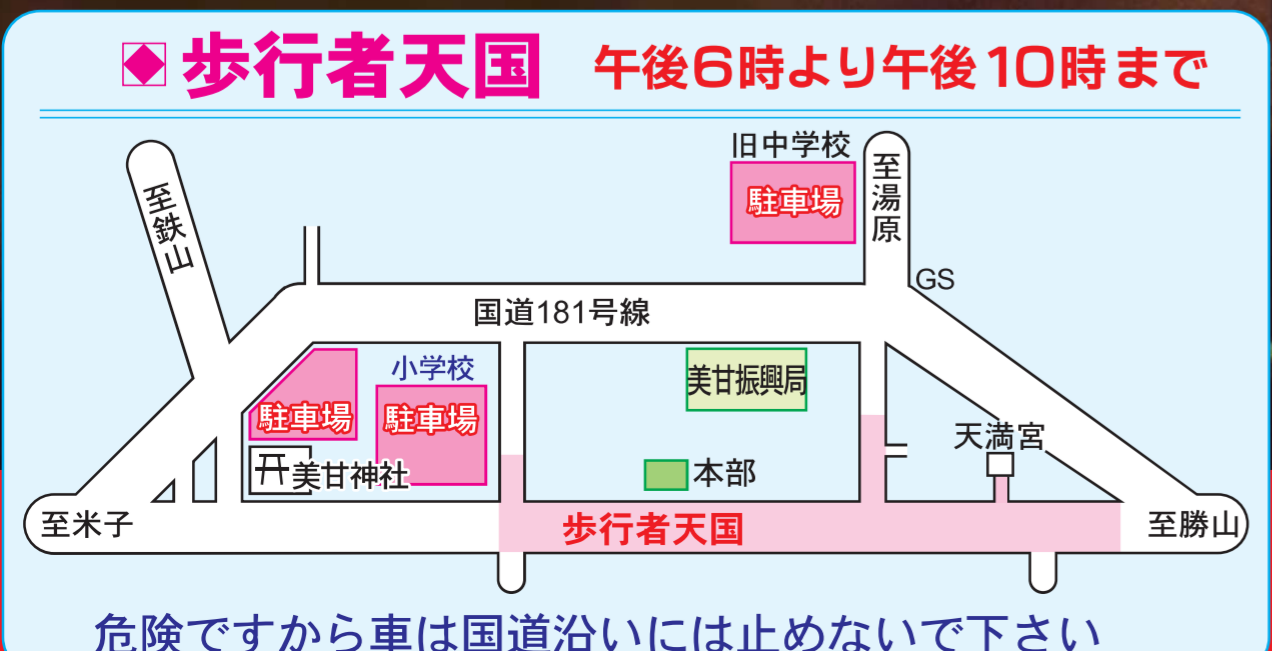 歩行者天国 午後6時より午後10時まで
旧中学校
駐車場
至湯原
至鉄山
GS
国道181号線
小学校
駐車場
駐車場
美甘神社
美甘振興局
本部
天満宮
至米子
歩行者天国
至勝山
危険ですから車は国道沿いには止めないで下さい